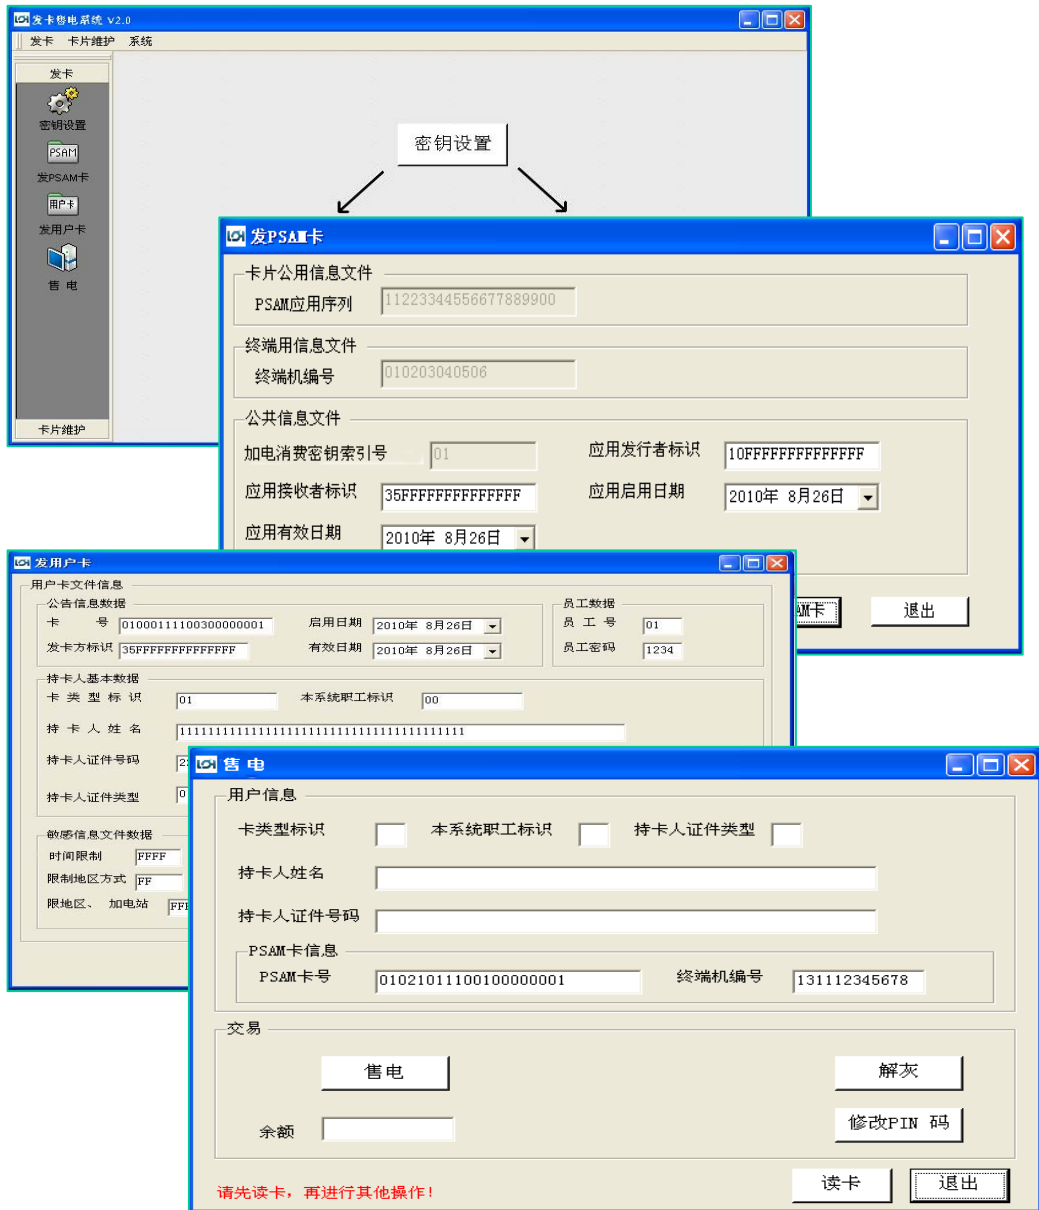 发卡售电系统 V2.0
发卡 卡片维护 系统
发卡
密钥设置
PSAM
发PSAM卡
用户卡
发用户卡
售 电
卡片維护
密钥设置
发PSAM卡
卡片公用信息文件
PSAM应用序列 11223344556677889900
终端用信息文件
终端机编号 010203040506
公共信息文件
加电消费密钥索引号 01 应用发行者标识 10FFFFFFFFFFFFFF
应用接收者标识 35FFFFFFFFFFFFFF 应用启用日期 2010年 8月26日
应用有效日期 2010年 8月26日
AM卡 退出
发用户卡
用户卡文件信息
公告信息数据 员工数据
卡 号 01000111100300000001 启用日期 2010年 8月26日 员 工 号 01
发卡方标识 35FFFFFFFFFFFFFF 有效日期 2010年 8月26日 员工密码 1234
持卡人基本数据
卡 类 型 标 识 01 本系统职工标识 00
持 卡 人 姓 名 1111111111111111111111111111111111111111
持卡人证件号码 2
持卡人证件类型 0
敏感信息文件数据
时间限制 FFFF
限制地区方式 FF
限地区、 加电站 FFF
售 电
用户信息
卡类型标识 本系统职工标识 持卡人证件类型
持卡人姓名
持卡人证件号码
PSAM卡信息
PSAM卡号 01021011100100000001 终端机编号 131112345678
交易
售电 解灰
余额 修改PIN 码
请先读卡，再进行其他操作！ 读卡 退出